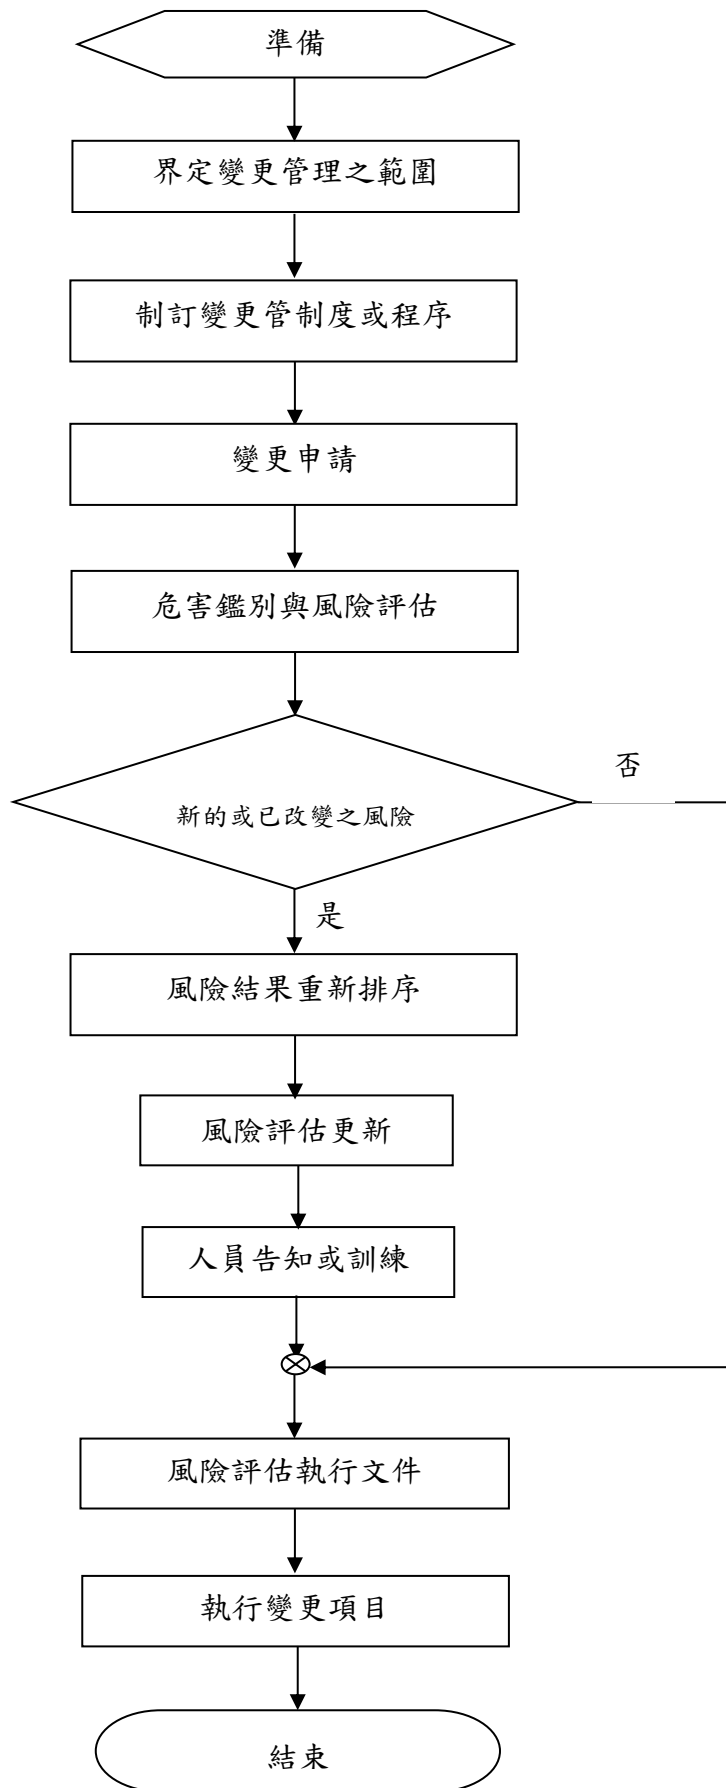 準備
界定變更管理之範圍
制訂變更管制度或程序
變更申請
危害鑑別與風險評估
否
新的或已改變之風險
是
風險結果重新排序
風險評估更新
人員告知或訓練
風險評估執行文件
執行變更項目
結束